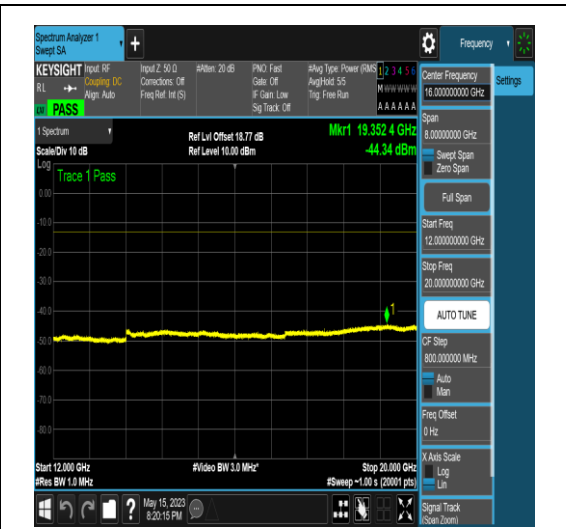 Spectrum Analyzer 1
Swept SA
+
Frequency
KEYSIGHT
RL
PASS
Input: RF
Coupling: DC
Align: Auto
Input Z: 50 Ω
Corrections: Off
Freq Ref: Int (S)
#Atten: 20 dB
PNO: Fast
Gate: Off
IF Gain: Low
Sig Track: Off
#Avg Type: Power (RMS
Avg|Hold: 5/5
Trig: Free Run
1 2 3 4 5 6
M W W W W W
A A A A A A
Center Frequency
16.000000000 GHz
Settings
Span
8.00000000 GHz
Swept Span
Zero Span
Full Span
Start Freq
12.000000000 GHz
Stop Freq
20.000000000 GHz
AUTO TUNE
CF Step
800.000000 MHz
Auto
Man
Freq Offset
0 Hz
X Axis Scale
Log
Lin
Signal Track
(Span Zoom)
1 Spectrum
Scale/Div 10 dB
Ref Lvl Offset 18.77 dB
Ref Level 10.00 dBm
Mkr1 19.352 4 GHz
-44.34 dBm
Log
Trace 1 Pass
0.00
-10.0
-20.0
-30.0
-40.0
-50.0
-60.0
-70.0
-80.0
1
Start 12.000 GHz
#Res BW 1.0 MHz
#Video BW 3.0 MHz*
Stop 20.000 GHz
#Sweep ~1.00 s (20001 pts)
?
May 15, 2023
8:20:15 PM